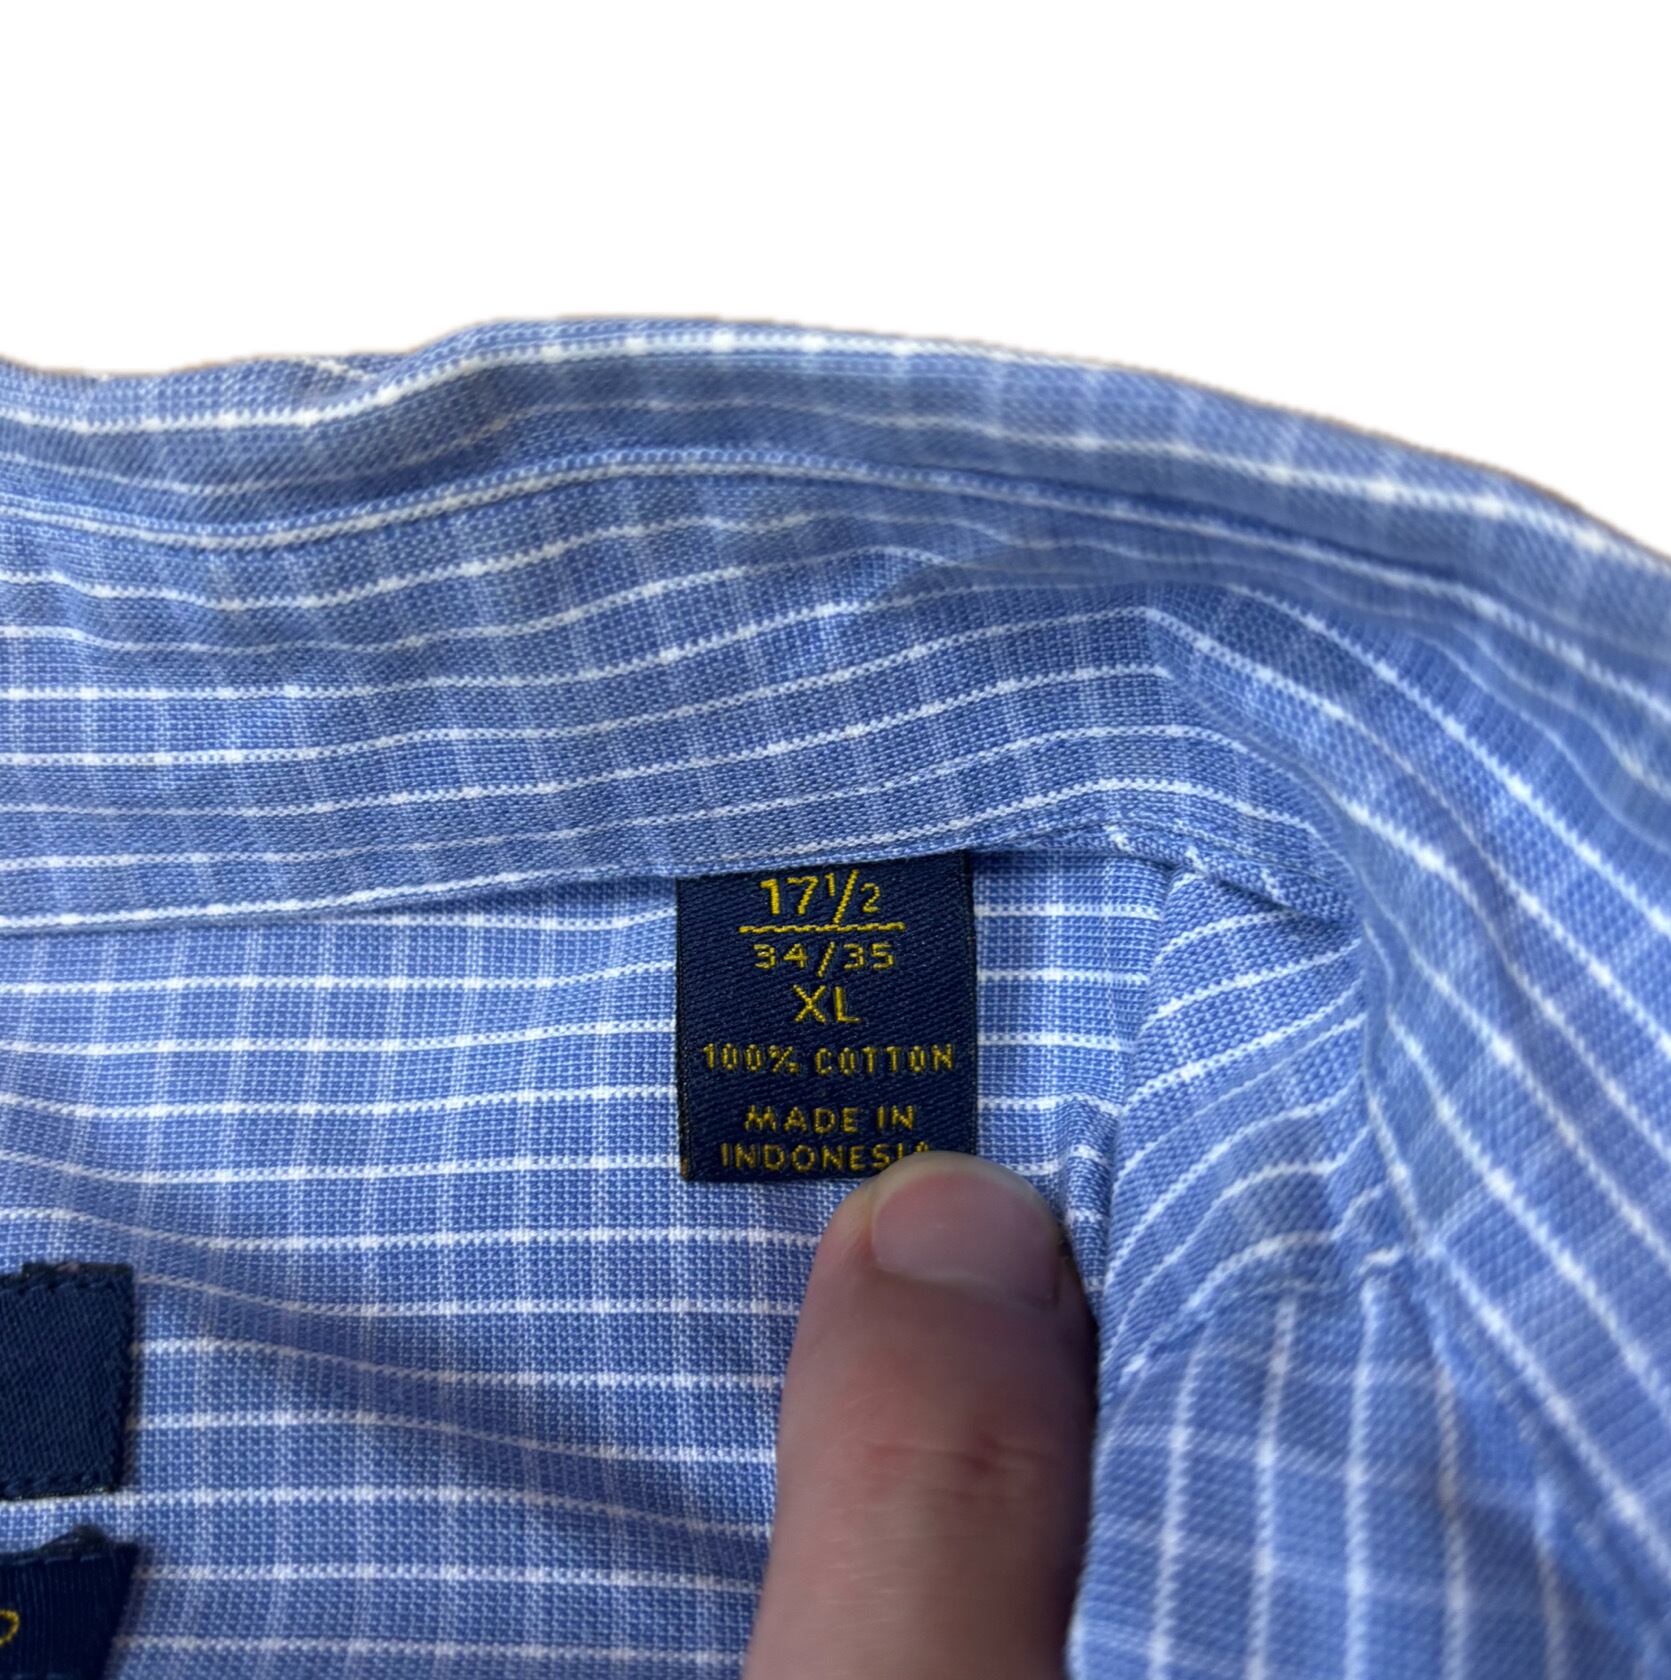 17½
34/35
XL
100% COTTON
MADE IN
INDONESIA